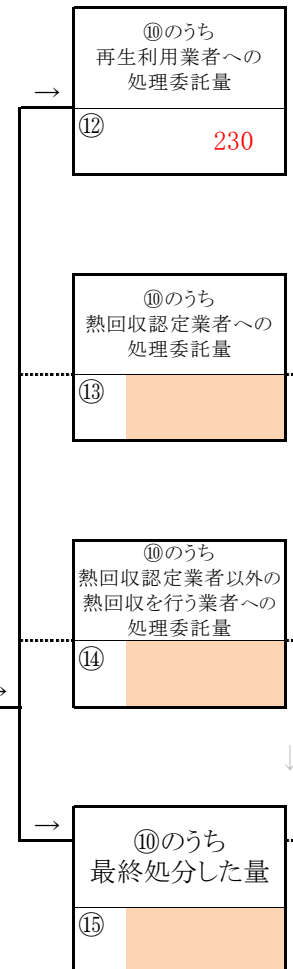 ⑩のうち
再生利用業者への
処理委託量
→
⑫
230
⑩のうち
熱回収認定業者への
処理委託量
⑬
⑩のうち
熱回収認定業者以外の
熱回収を行う業者への
処理委託量
⑭
→
↓
→
⑩のうち
最終処分した量
⑮